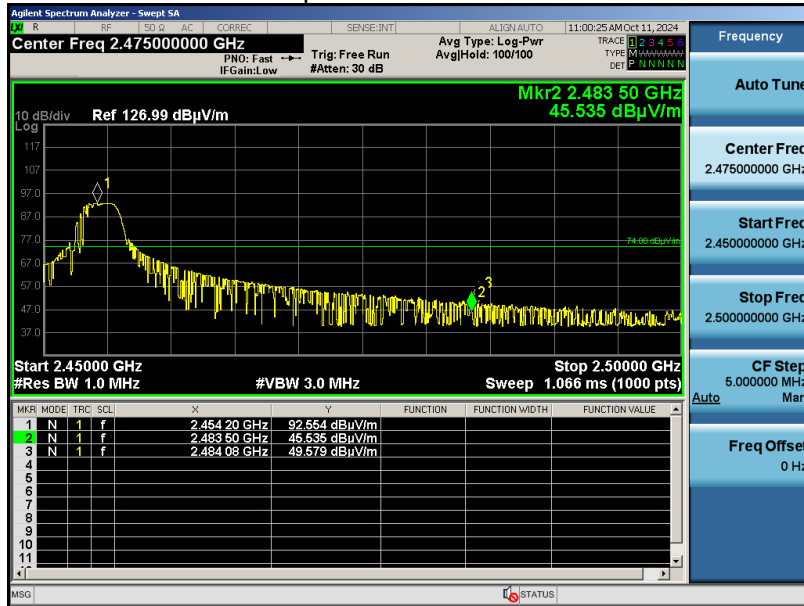 Agilent Spectrum Analyzer - Swept SA
LXI R RF 50 Ω AC CORREC SENSE:INT ALIGN AUTO 11:00:25 AM Oct 11, 2024
Center Freq 2.475000000 GHz
PNO: Fast
IFGain:Low
Trig: Free Run
#Atten: 30 dB
Avg Type: Log-Pwr
Avg|Hold: 100/100
TRACE 1 2 3 4 5 6
TYPE M
DET P N N N N N
Mkr2 2.483 50 GHz
45.535 dBμV/m
10 dB/div Ref 126.99 dBμV/m
Log
117
107
97.0
87.0
77.0
67.0
57.0
47.0
37.0
1
74.00 dBμV/m
2
3
Start 2.45000 GHz Stop 2.50000 GHz
#Res BW 1.0 MHz #VBW 3.0 MHz Sweep 1.066 ms (1000 pts)
MKR MODE TRC SCL X Y FUNCTION FUNCTION WIDTH FUNCTION VALUE
1 N 1 f 2.454 20 GHz 92.554 dBμV/m
2 N 1 f 2.483 50 GHz 45.535 dBμV/m
3 N 1 f 2.484 08 GHz 49.579 dBμV/m
4
5
6
7
8
9
10
11
MSG STATUS
Frequency
Auto Tune
Center Freq
2.475000000 GHz
Start Freq
2.450000000 GHz
Stop Freq
2.500000000 GHz
CF Step
5.000000 MHz
Auto Man
Freq Offset
0 Hz